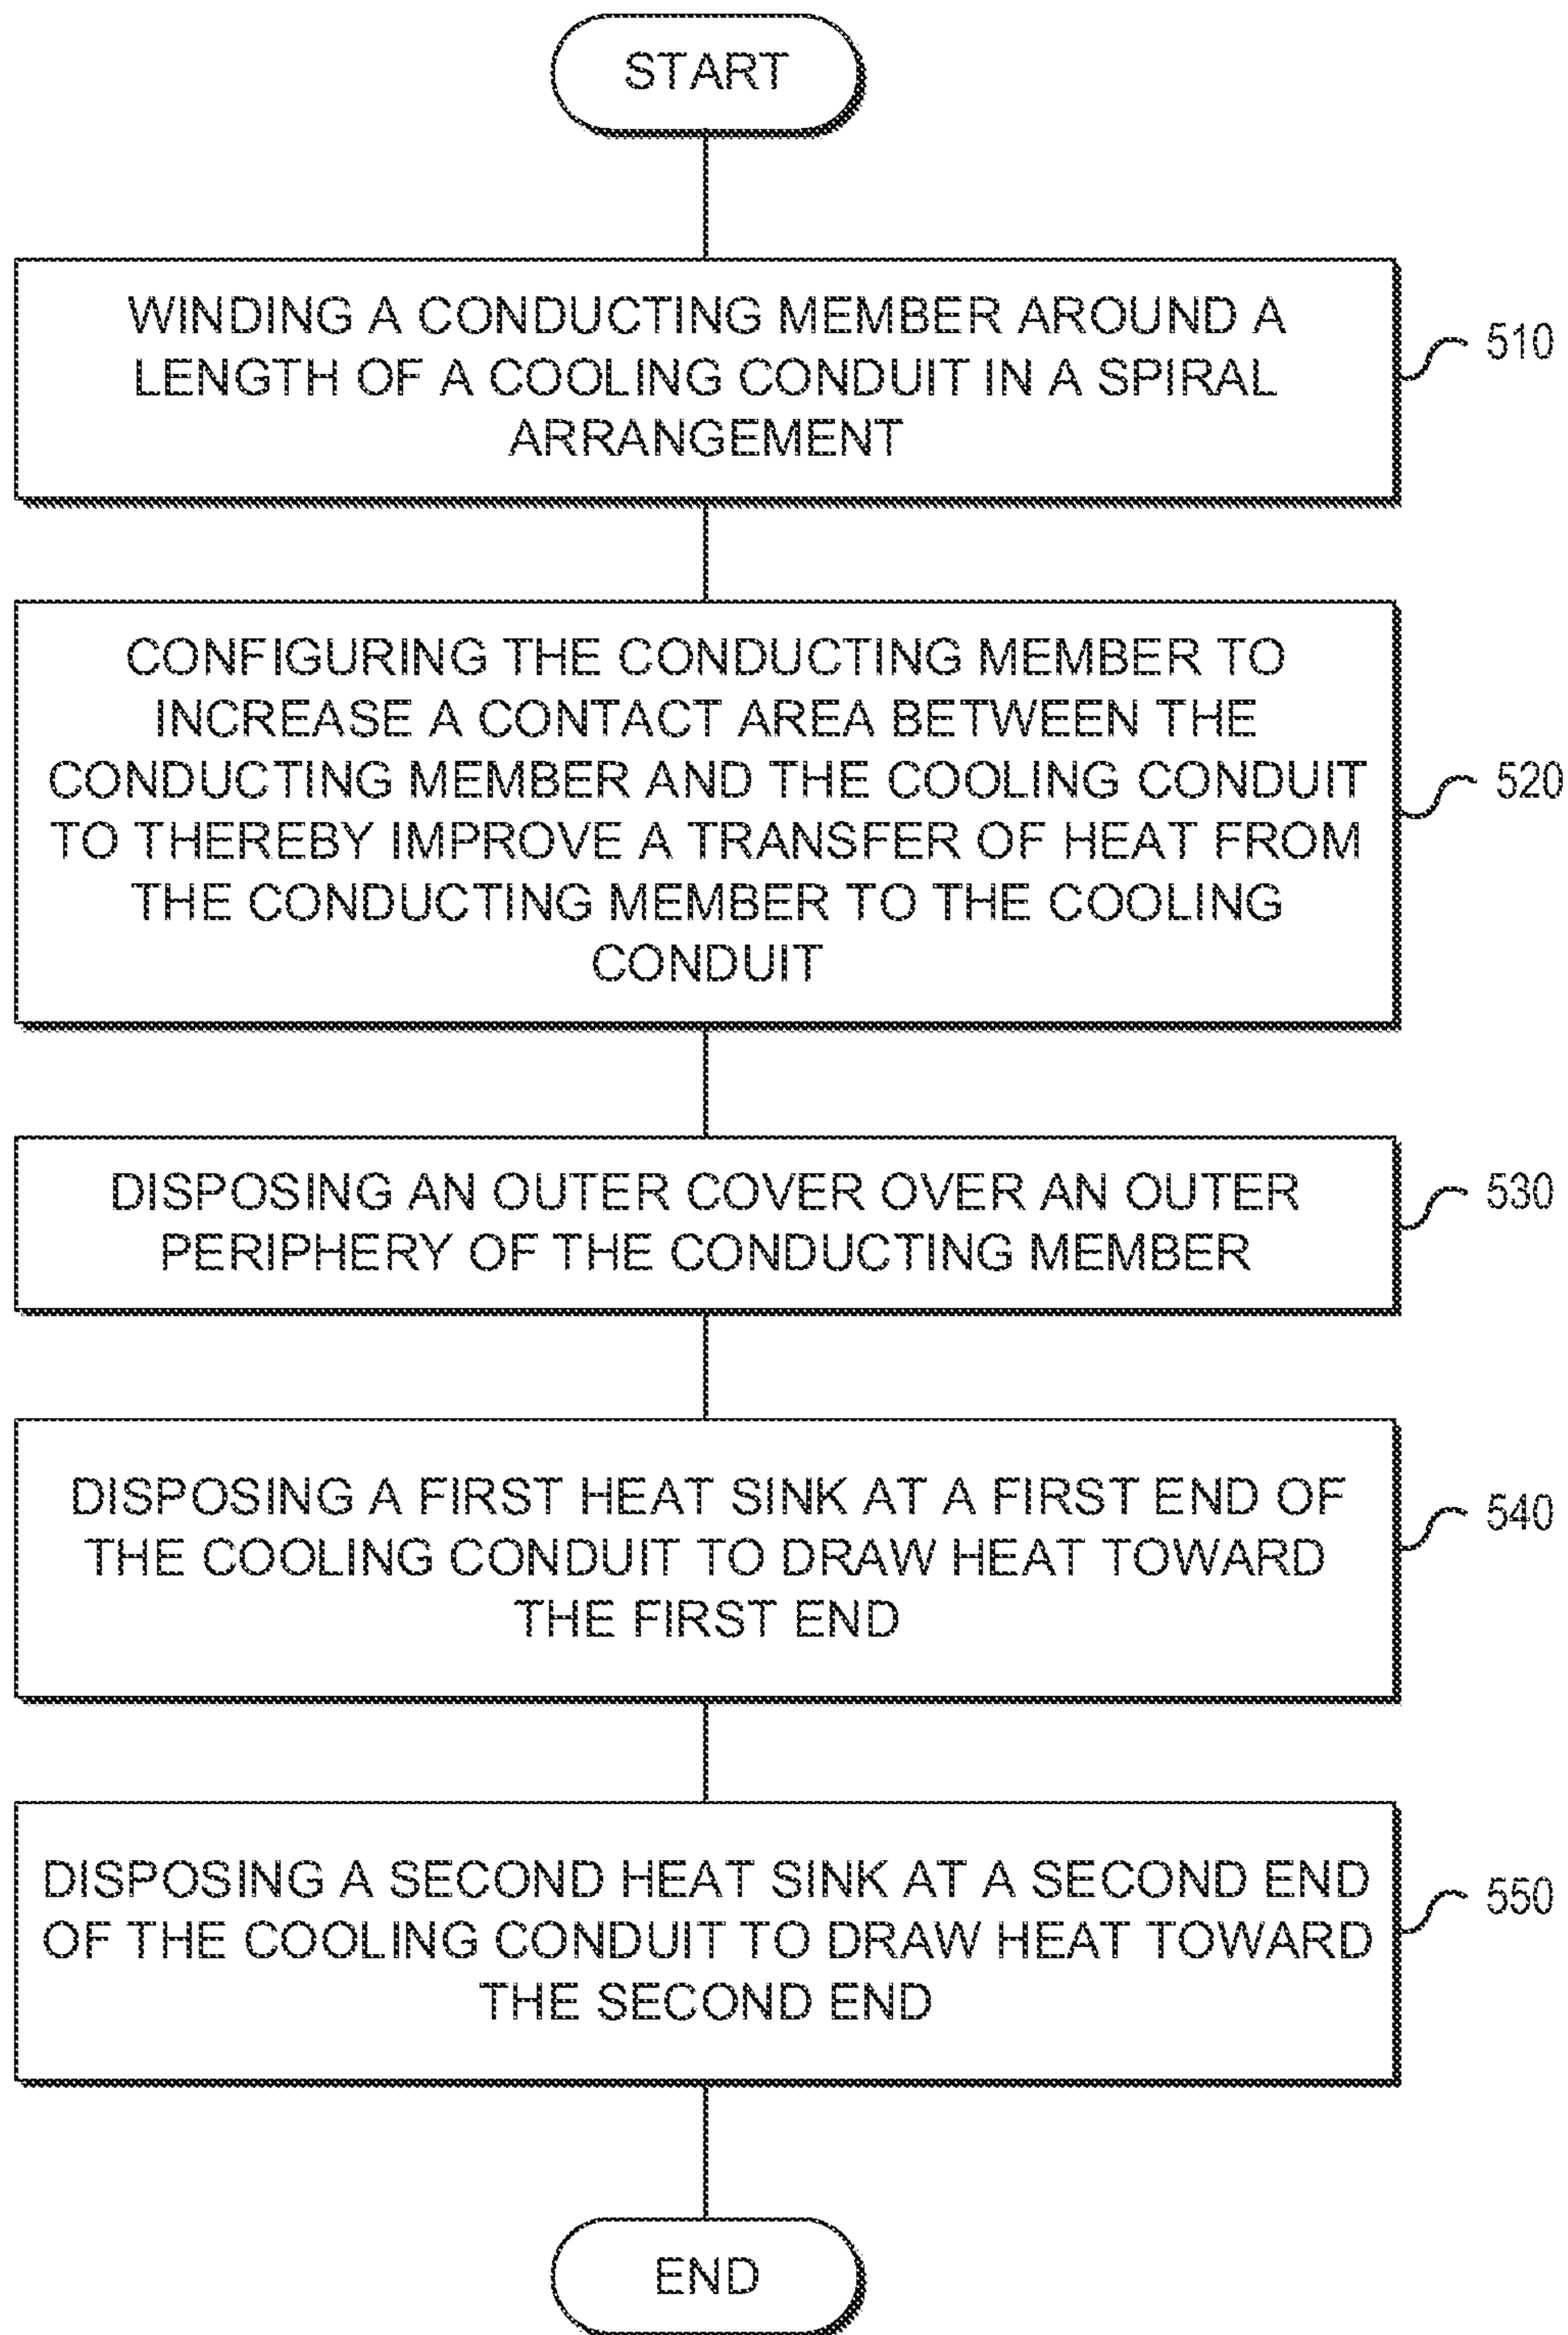 START
WINDING A CONDUCTING MEMBER AROUND A
LENGTH OF A COOLING CONDUIT IN A SPIRAL
ARRANGEMENT
510
CONFIGURING THE CONDUCTING MEMBER TO
INCREASE A CONTACT AREA BETWEEN THE
CONDUCTING MEMBER AND THE COOLING CONDUIT
TO THEREBY IMPROVE A TRANSFER OF HEAT FROM
THE CONDUCTING MEMBER TO THE COOLING
CONDUIT
520
DISPOSING AN OUTER COVER OVER AN OUTER
PERIPHERY OF THE CONDUCTING MEMBER
530
DISPOSING A FIRST HEAT SINK AT A FIRST END OF
THE COOLING CONDUIT TO DRAW HEAT TOWARD
THE FIRST END
540
DISPOSING A SECOND HEAT SINK AT A SECOND END
OF THE COOLING CONDUIT TO DRAW HEAT TOWARD
THE SECOND END
550
END